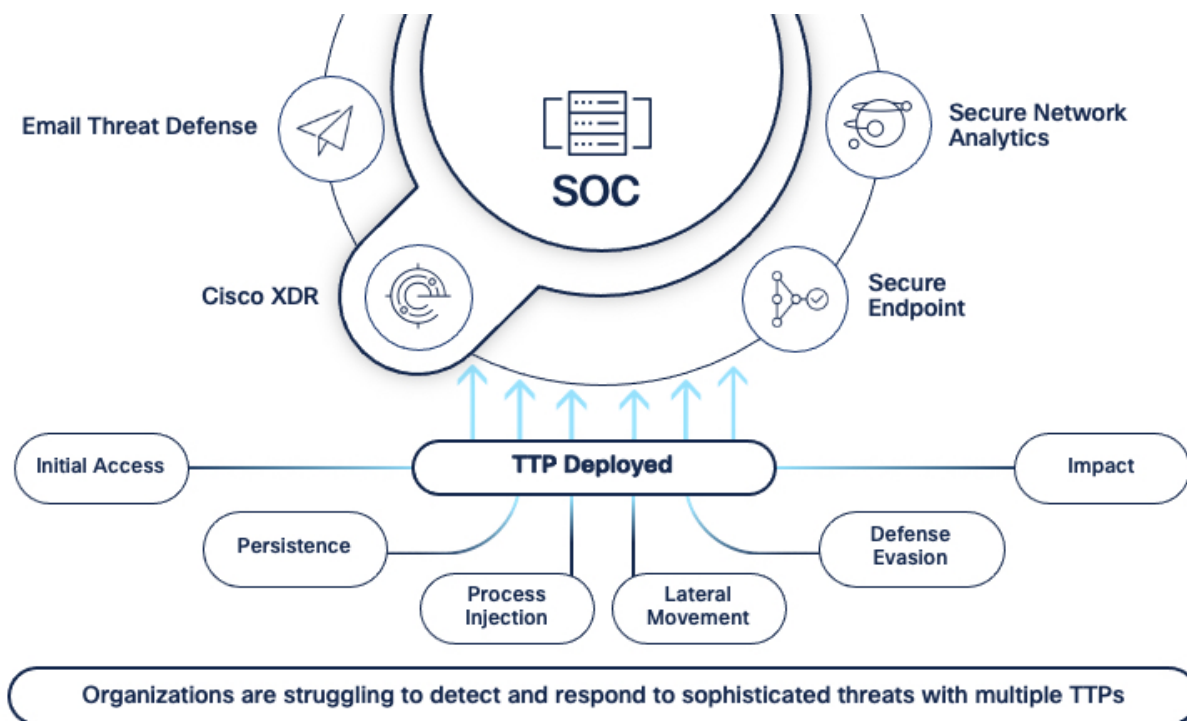 Email Threat Defense
SOC
Secure Network
Analytics
Cisco XDR
Secure
Endpoint
TTP Deployed
Initial Access
Impact
Persistence
Defense
Evasion
Process
Injection
Lateral
Movement
Organizations are struggling to detect and respond to sophisticated threats with multiple TTPs